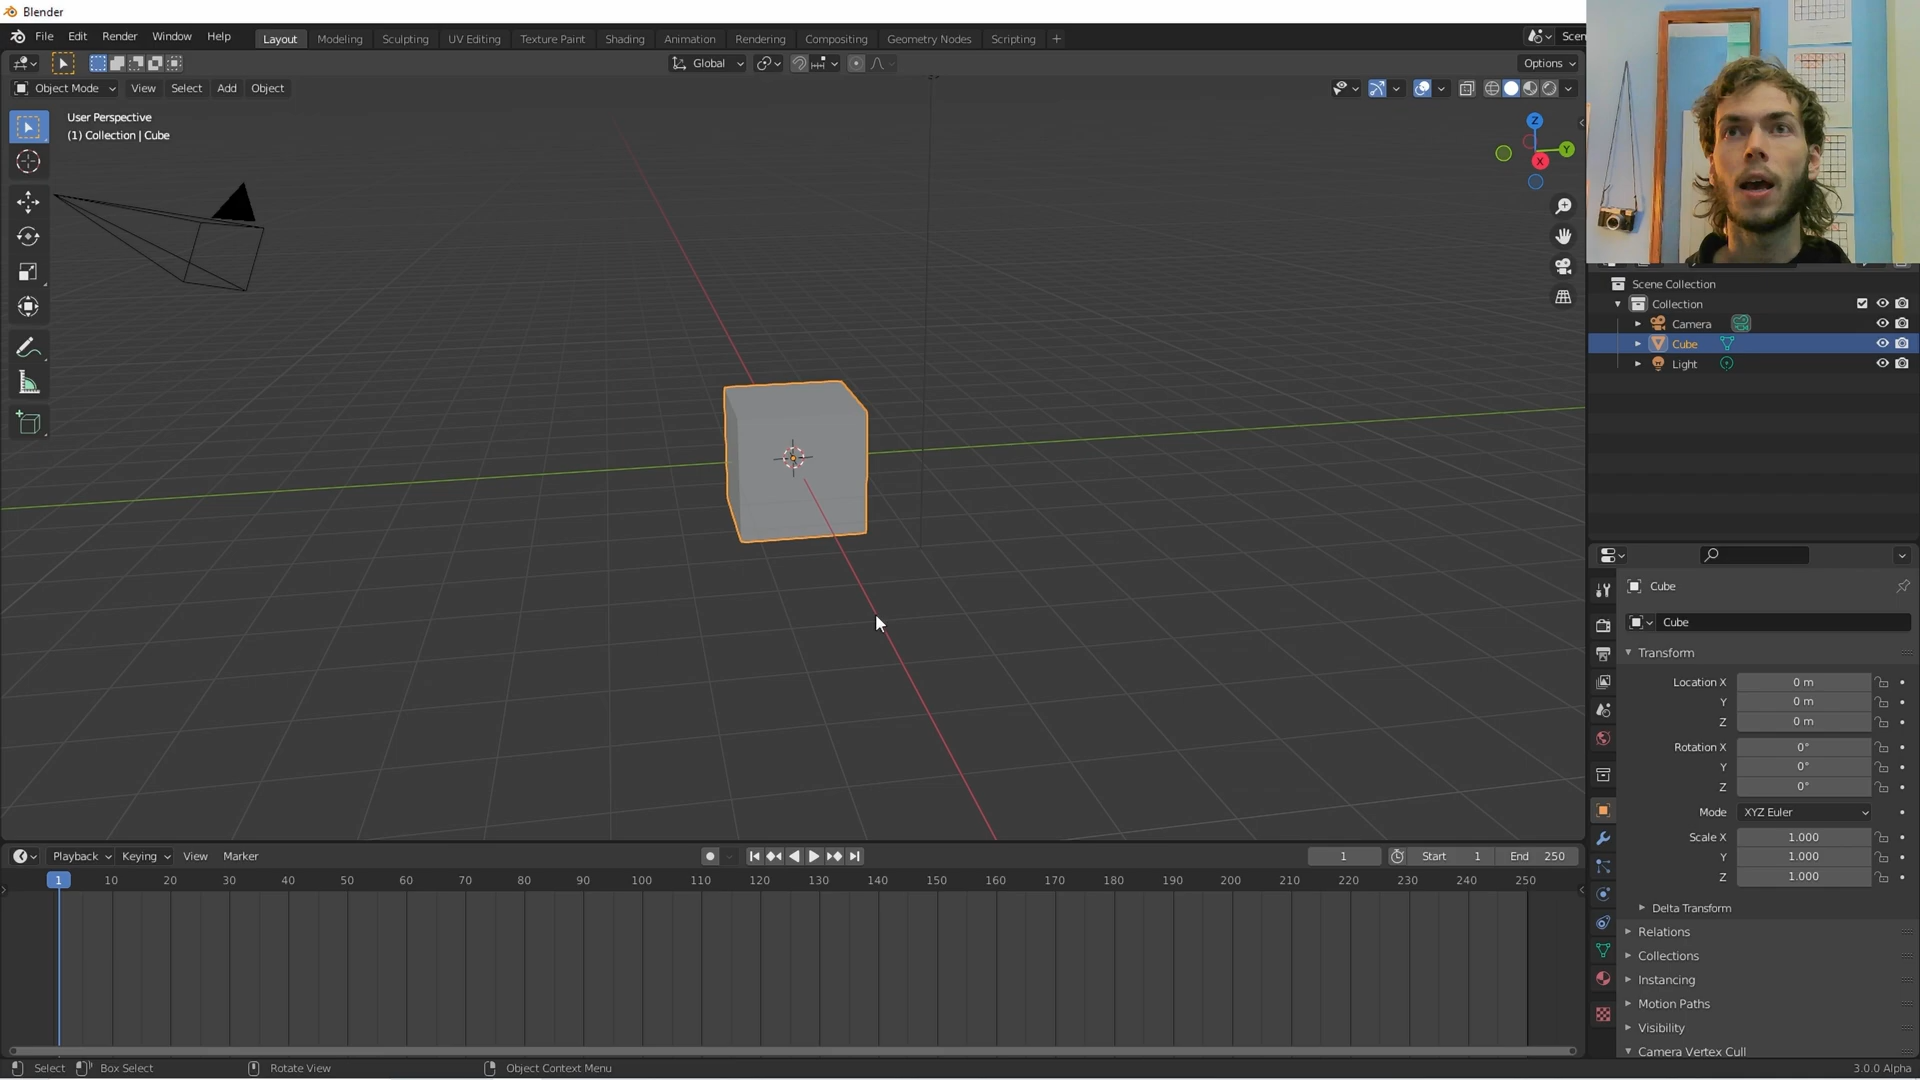 Blender
File Edit Render Window Help Layout Modeling Sculpting UV Editing Texture Paint Shading Animation Rendering Compositing Geometry Nodes Scripting + Scen
Global Options
Object Mode View Select Add Object
User Perspective
(1) Collection | Cube
Z
Y
X
Scene Collection
Collection
Camera
Cube
Light
Cube
Cube
Transform
Location X 0 m
Y 0 m
Z 0 m
Rotation X 0°
Y 0°
Z 0°
Mode XYZ Euler
Scale X 1.000
Y 1.000
Z 1.000
Delta Transform
Relations
Collections
Instancing
Motion Paths
Visibility
Camera Vertex Cull
Playback Keying View Marker 1 Start 1 End 250
1 10 20 30 40 50 60 70 80 90 100 110 120 130 140 150 160 170 180 190 200 210 220 230 240 250
Select Box Select Rotate View Object Context Menu 3.0.0 Alpha